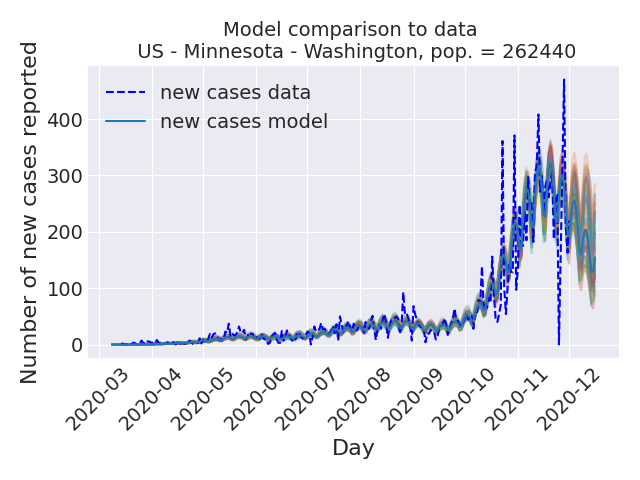 Model comparison to data
US - Minnesota - Washington, pop. = 262440
Number of new cases reported
new cases data
new cases model
400
300
200
100
0
2020-03
2020-04
2020-05
2020-06
2020-07
2020-08
2020-09
2020-10
2020-11
2020-12
Day